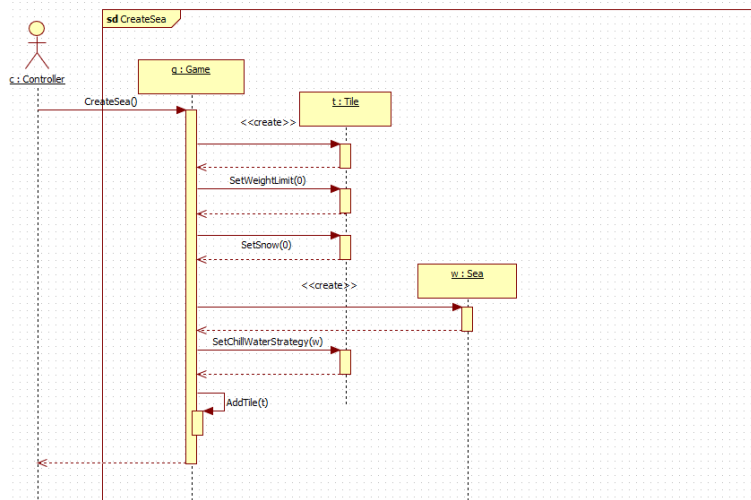 sd CreateSea
c : Controller
g : Game
t : Tile
CreateSea()
<<create>>
SetWeightLimit(0)
SetSnow(0)
w : Sea
<<create>>
SetChillWaterStrategy(w)
AddTile(t)